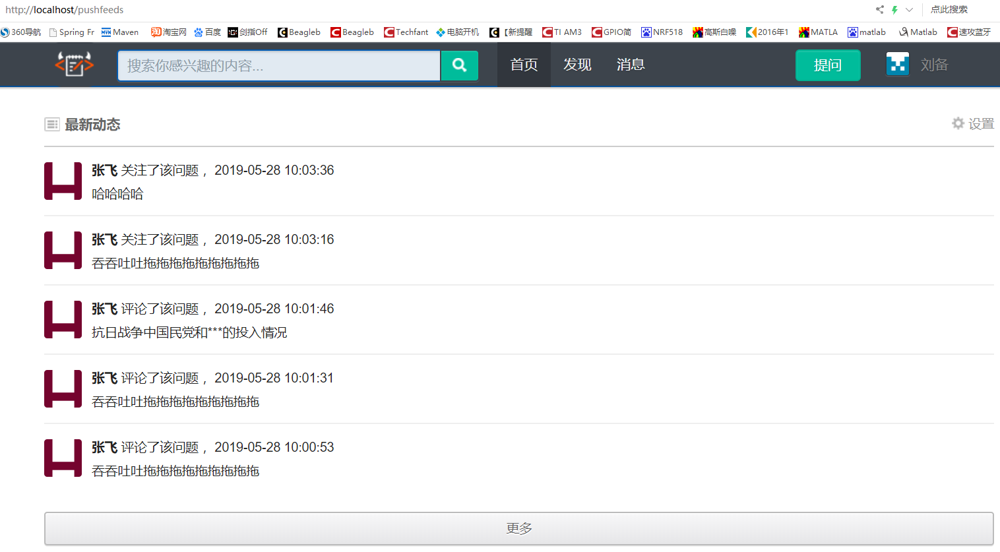 http://localhost/pushfeeds 点此搜索
360导航 Spring Fr Maven 淘宝网 百度 剑指Off Beagleb Beagleb Techfant 电脑开机 【新提醒 TI AM3 GPIO简 NRF518 高斯白噪 2016年1 MATLA matlab Matlab 速攻蓝牙
搜索你感兴趣的内容... 首页 发现 消息 提问 刘备
最新动态 设置
张飞 关注了该问题， 2019-05-28 10:03:36
哈哈哈哈
张飞 关注了该问题， 2019-05-28 10:03:16
吞吞吐吐拖拖拖拖拖拖拖拖拖
张飞 评论了该问题， 2019-05-28 10:01:46
抗日战争中国民党和***的投入情况
张飞 评论了该问题， 2019-05-28 10:01:31
吞吞吐吐拖拖拖拖拖拖拖拖拖
张飞 评论了该问题， 2019-05-28 10:00:53
吞吞吐吐拖拖拖拖拖拖拖拖拖
更多